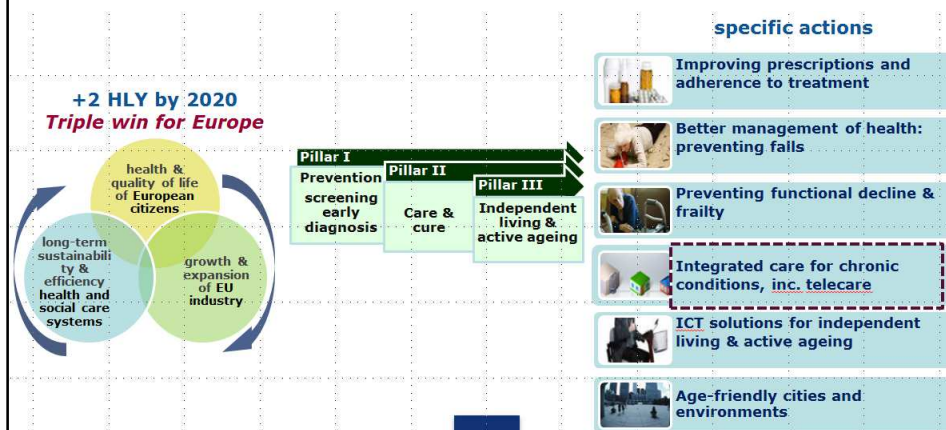 +2 HLY by 2020
Triple win for Europe
health &
quality of life
of European
citizens
long-term
sustainabili
ty &
efficiency
health and
social care
systems
growth &
expansion
of EU
industry
Pillar I
Prevention
screening
early
diagnosis
Pillar II
Care &
cure
Pillar III
Independent
living &
active ageing
specific actions
Improving prescriptions and
adherence to treatment
Better management of health:
preventing falls
Preventing functional decline &
frailty
Integrated care for chronic
conditions, inc. telecare
ICT solutions for independent
living & active ageing
Age-friendly cities and
environments